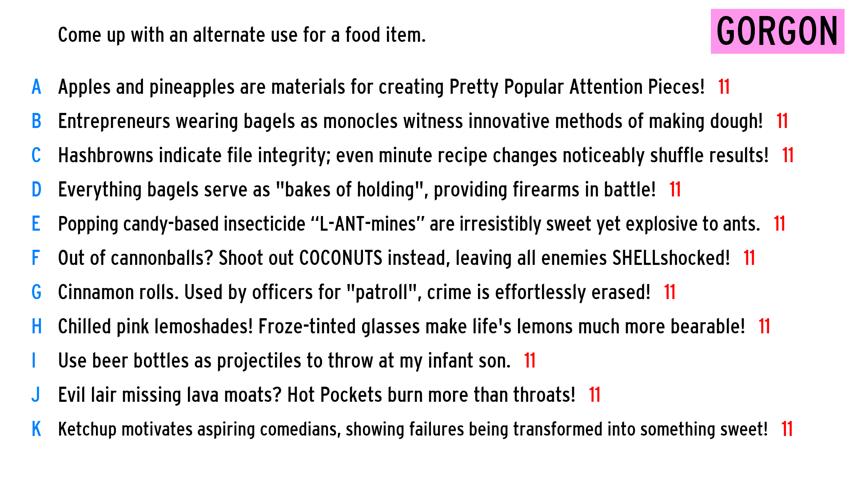 Come up with an alternate use for a food item.
GORGON
A Apples and pineapples are materials for creating Pretty Popular Attention Pieces! 11
B Entrepreneurs wearing bagels as monocles witness innovative methods of making dough! 11
C Hashbrowns indicate file integrity; even minute recipe changes noticeably shuffle results! 11
D Everything bagels serve as "bakes of holding", providing firearms in battle! 11
E Popping candy-based insecticide “L-ANT-mines” are irresistibly sweet yet explosive to ants. 11
F Out of cannonballs? Shoot out COCONUTS instead, leaving all enemies SHELLshocked! 11
G Cinnamon rolls. Used by officers for "patroll", crime is effortlessly erased! 11
H Chilled pink lemoshades! Froze-tinted glasses make life's lemons much more bearable! 11
I Use beer bottles as projectiles to throw at my infant son. 11
J Evil lair missing lava moats? Hot Pockets burn more than throats! 11
K Ketchup motivates aspiring comedians, showing failures being transformed into something sweet! 11